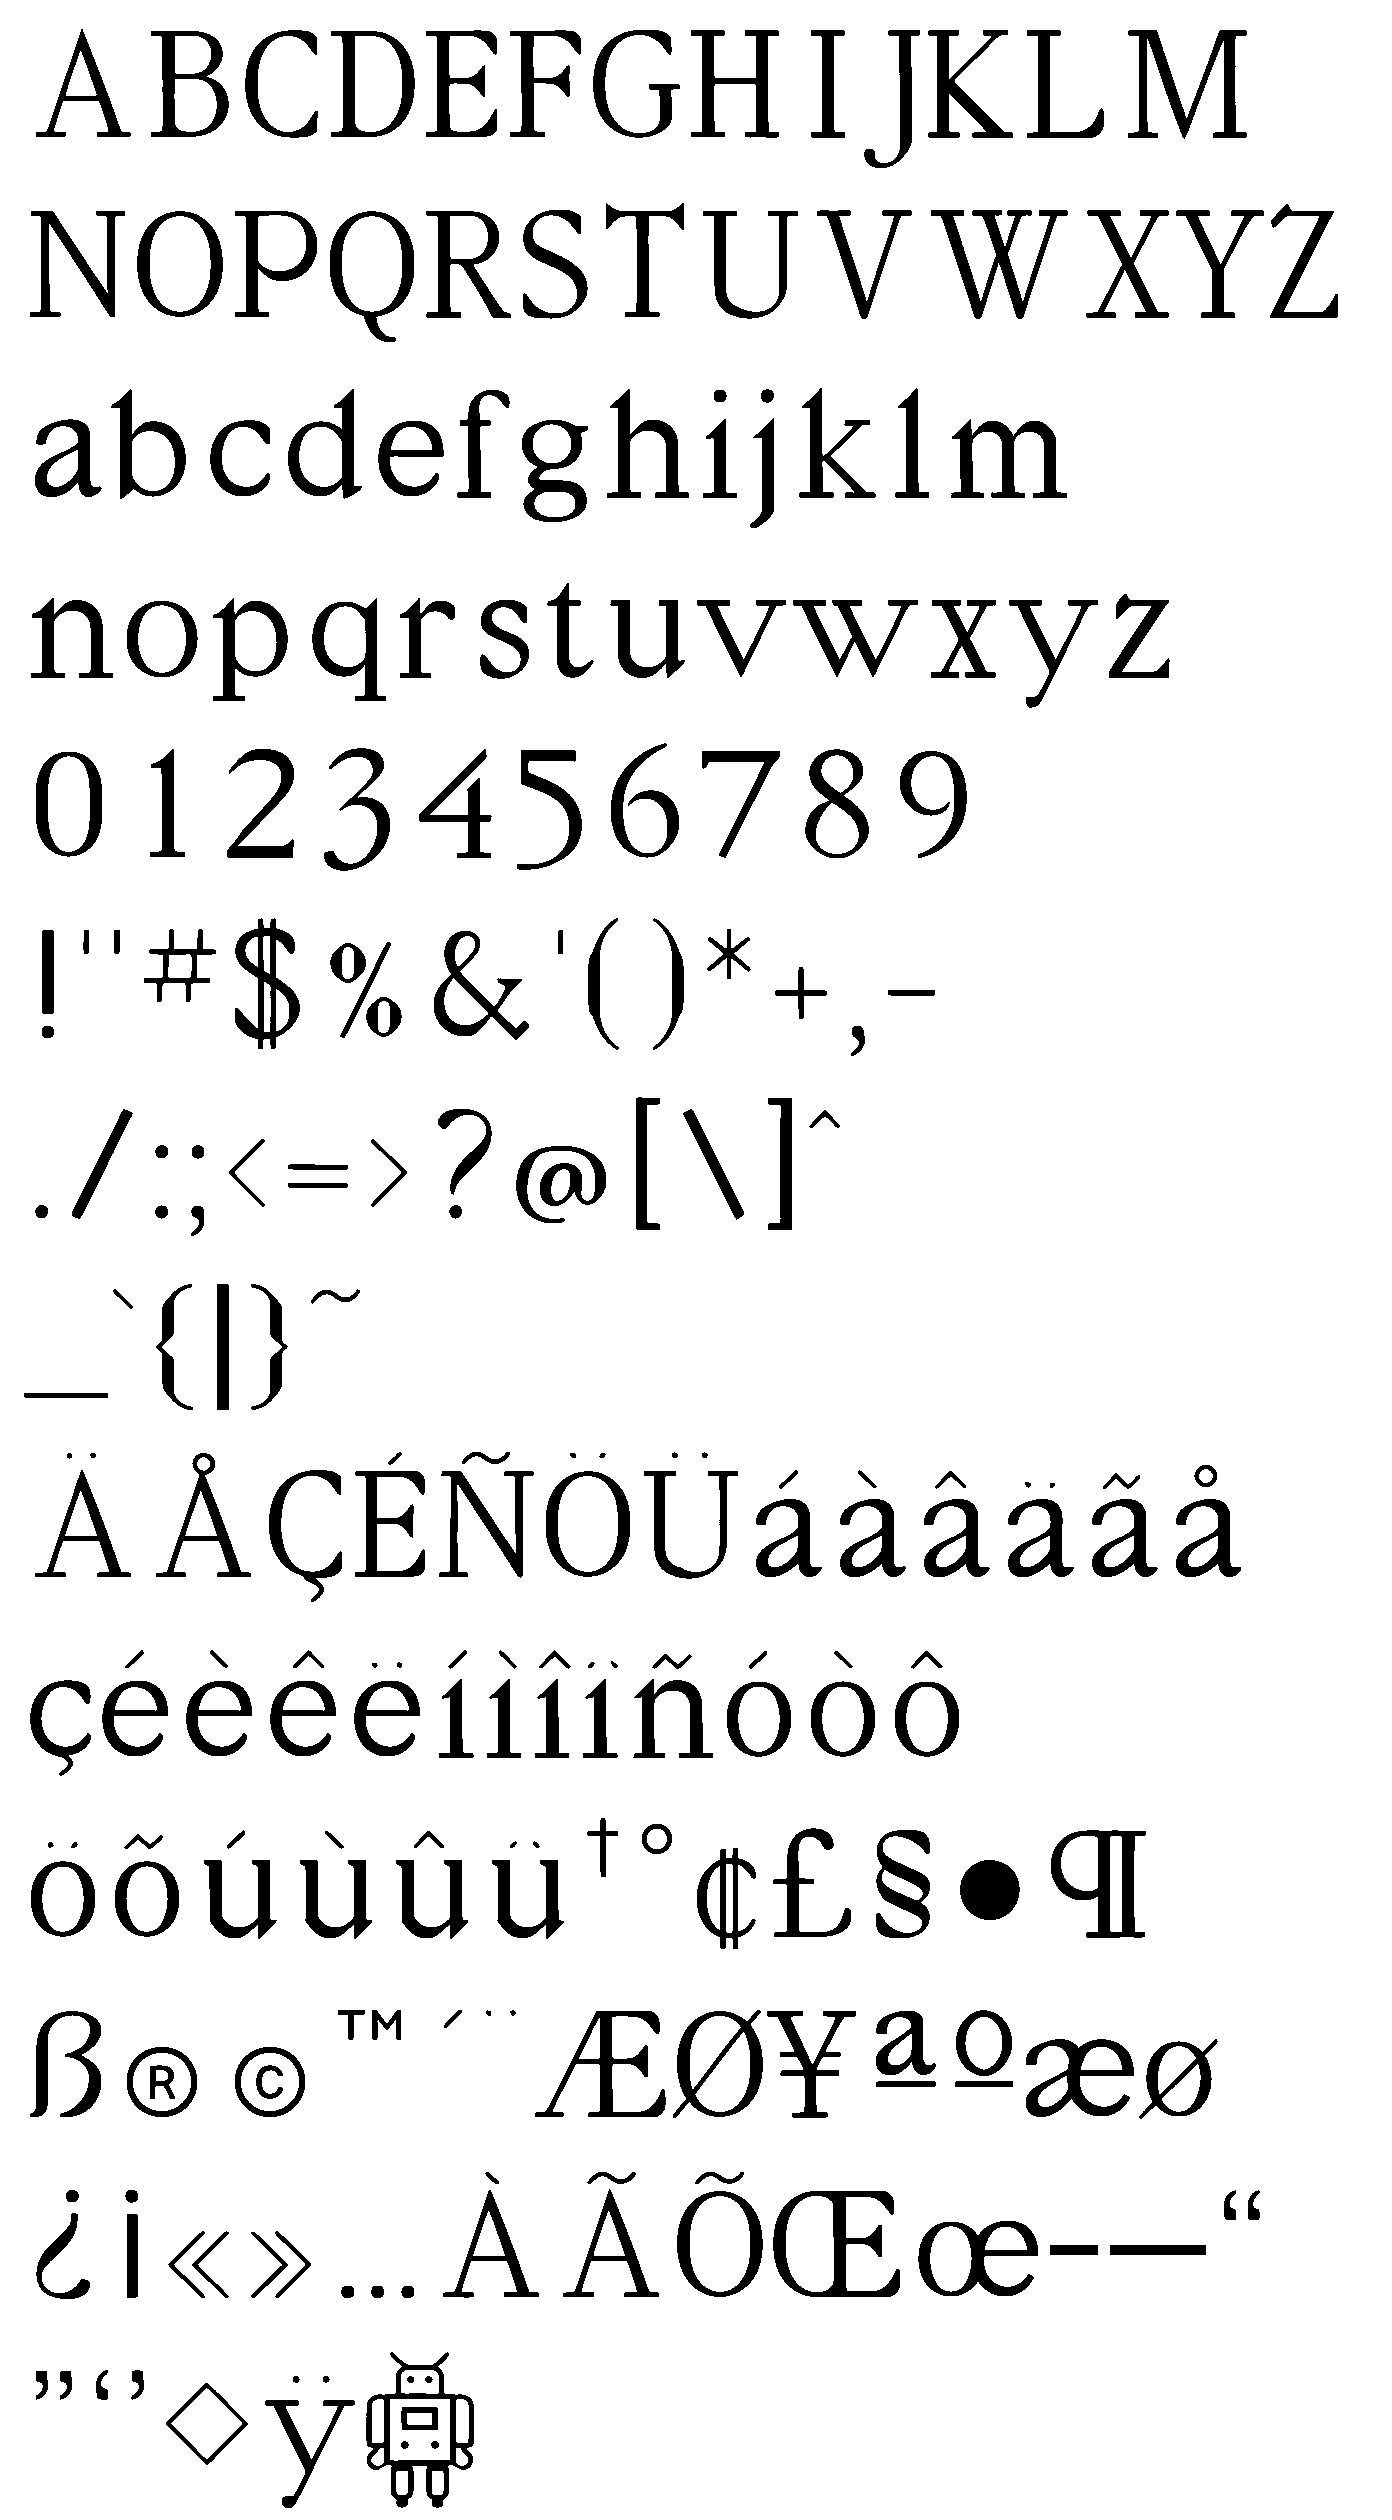 ABCDEFGHIJKLM
NOPQRSTUVWXYZ
abcdefghijklm
nopqrstuvwxyz
0123456789
!"#$%&'()*+,-
./:;<=>?@[\]^
_`{|}~
ÄÅÇÉÑÖÜáàâäãå
çéèêëíìîïñóòô
öõúùûü†°¢£§•¶
ß®©™´¨ÆØ¥ªºæø
¿¡«»…ÀÃÕŒœ–—“
”‘’◊ÿ